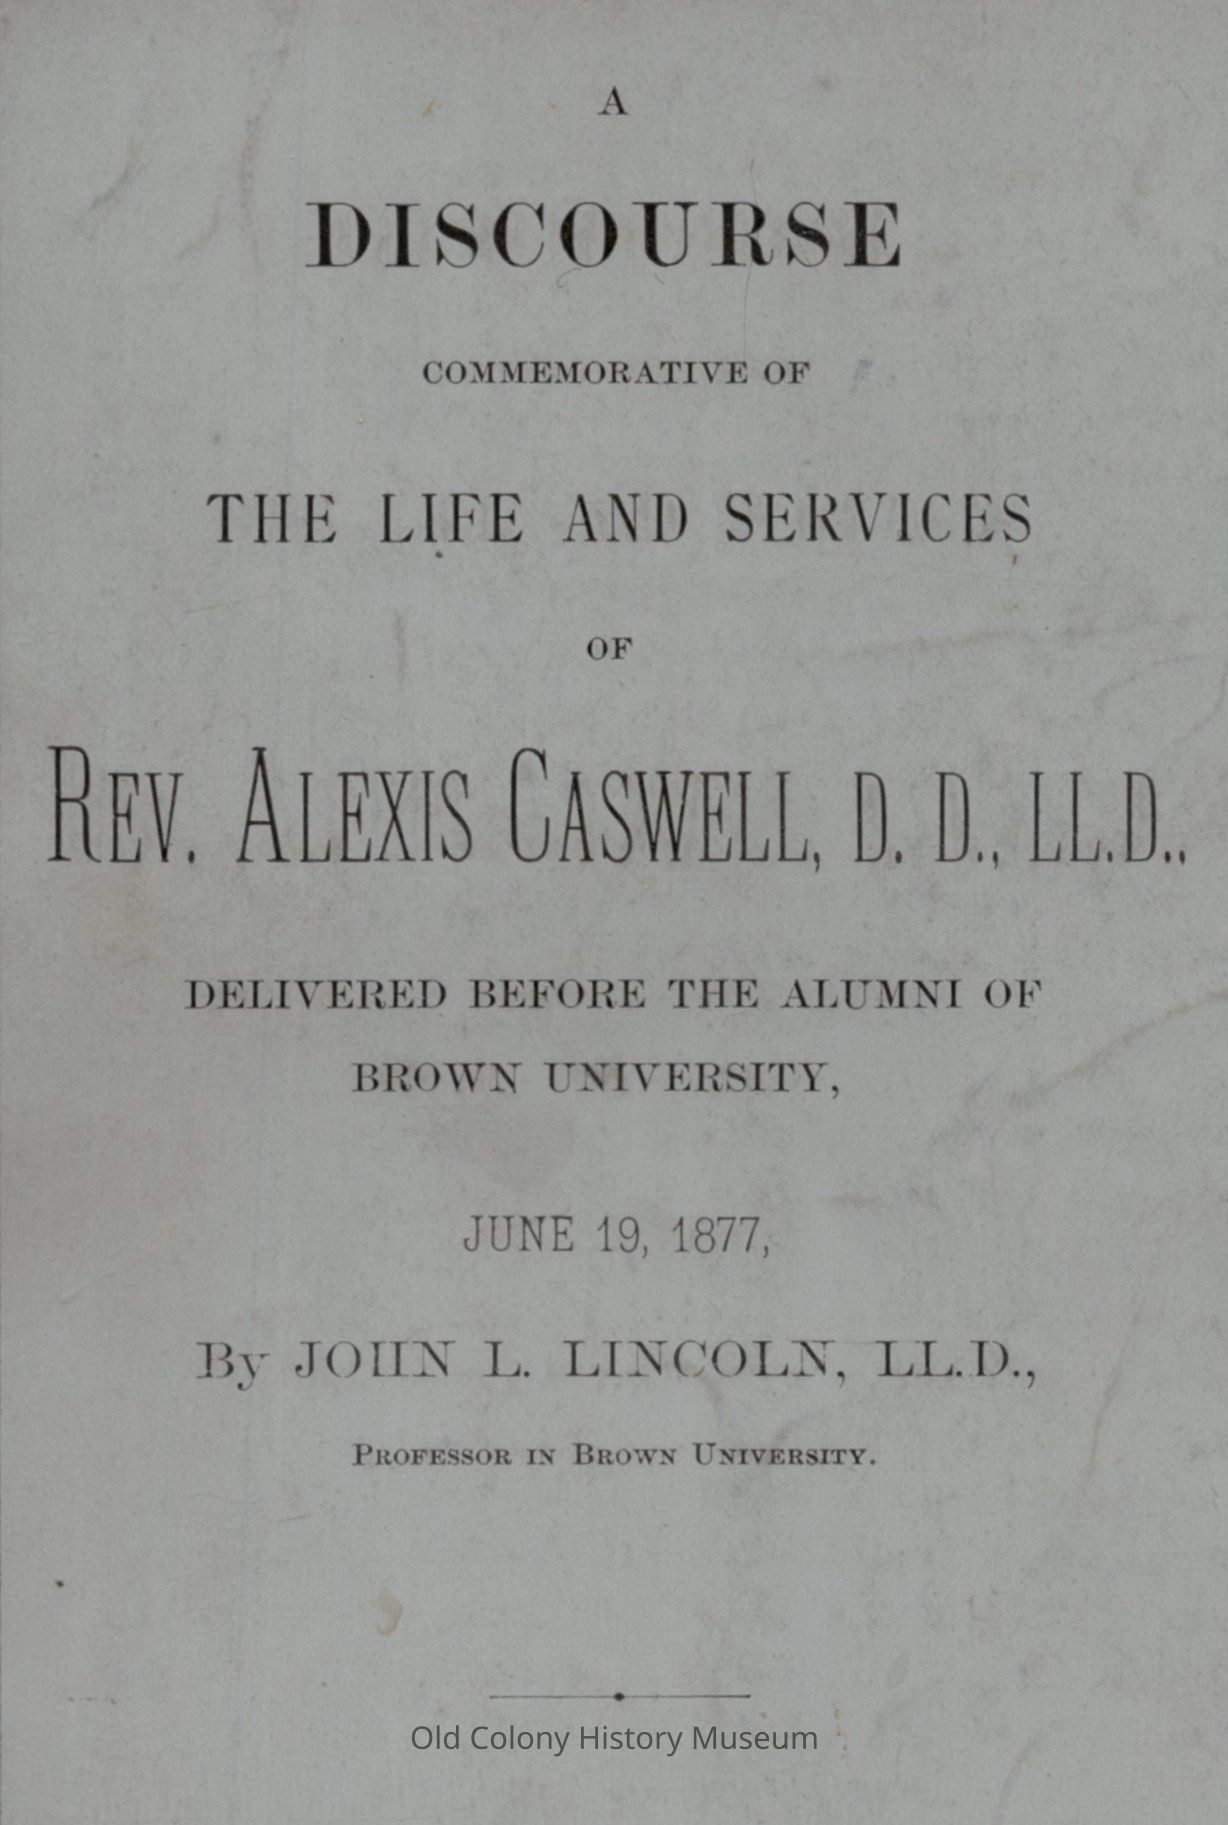 A
DISCOURSE
COMMEMORATIVE OF
THE LIFE AND SERVICES
OF
REV. ALEXIS CASWELL, D. D., LL.D.,
DELIVERED BEFORE THE ALUMNI OF
BROWN UNIVERSITY,
JUNE 19, 1877,
By JOHN L. LINCOLN, LL.D.,
PROFESSOR IN BROWN UNIVERSITY.
Old Colony History Museum